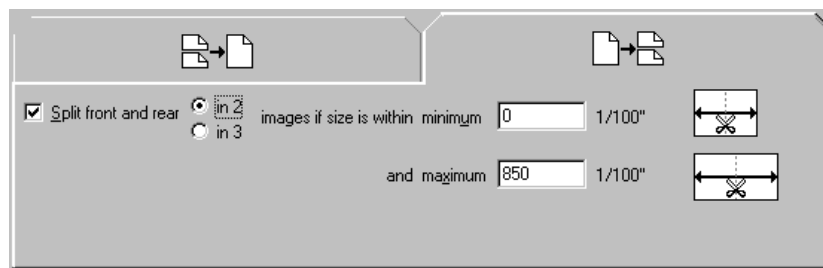 Split front and rear in 2 images if size is within minimum 0 1/100"
in 3
and maximum 850 1/100"